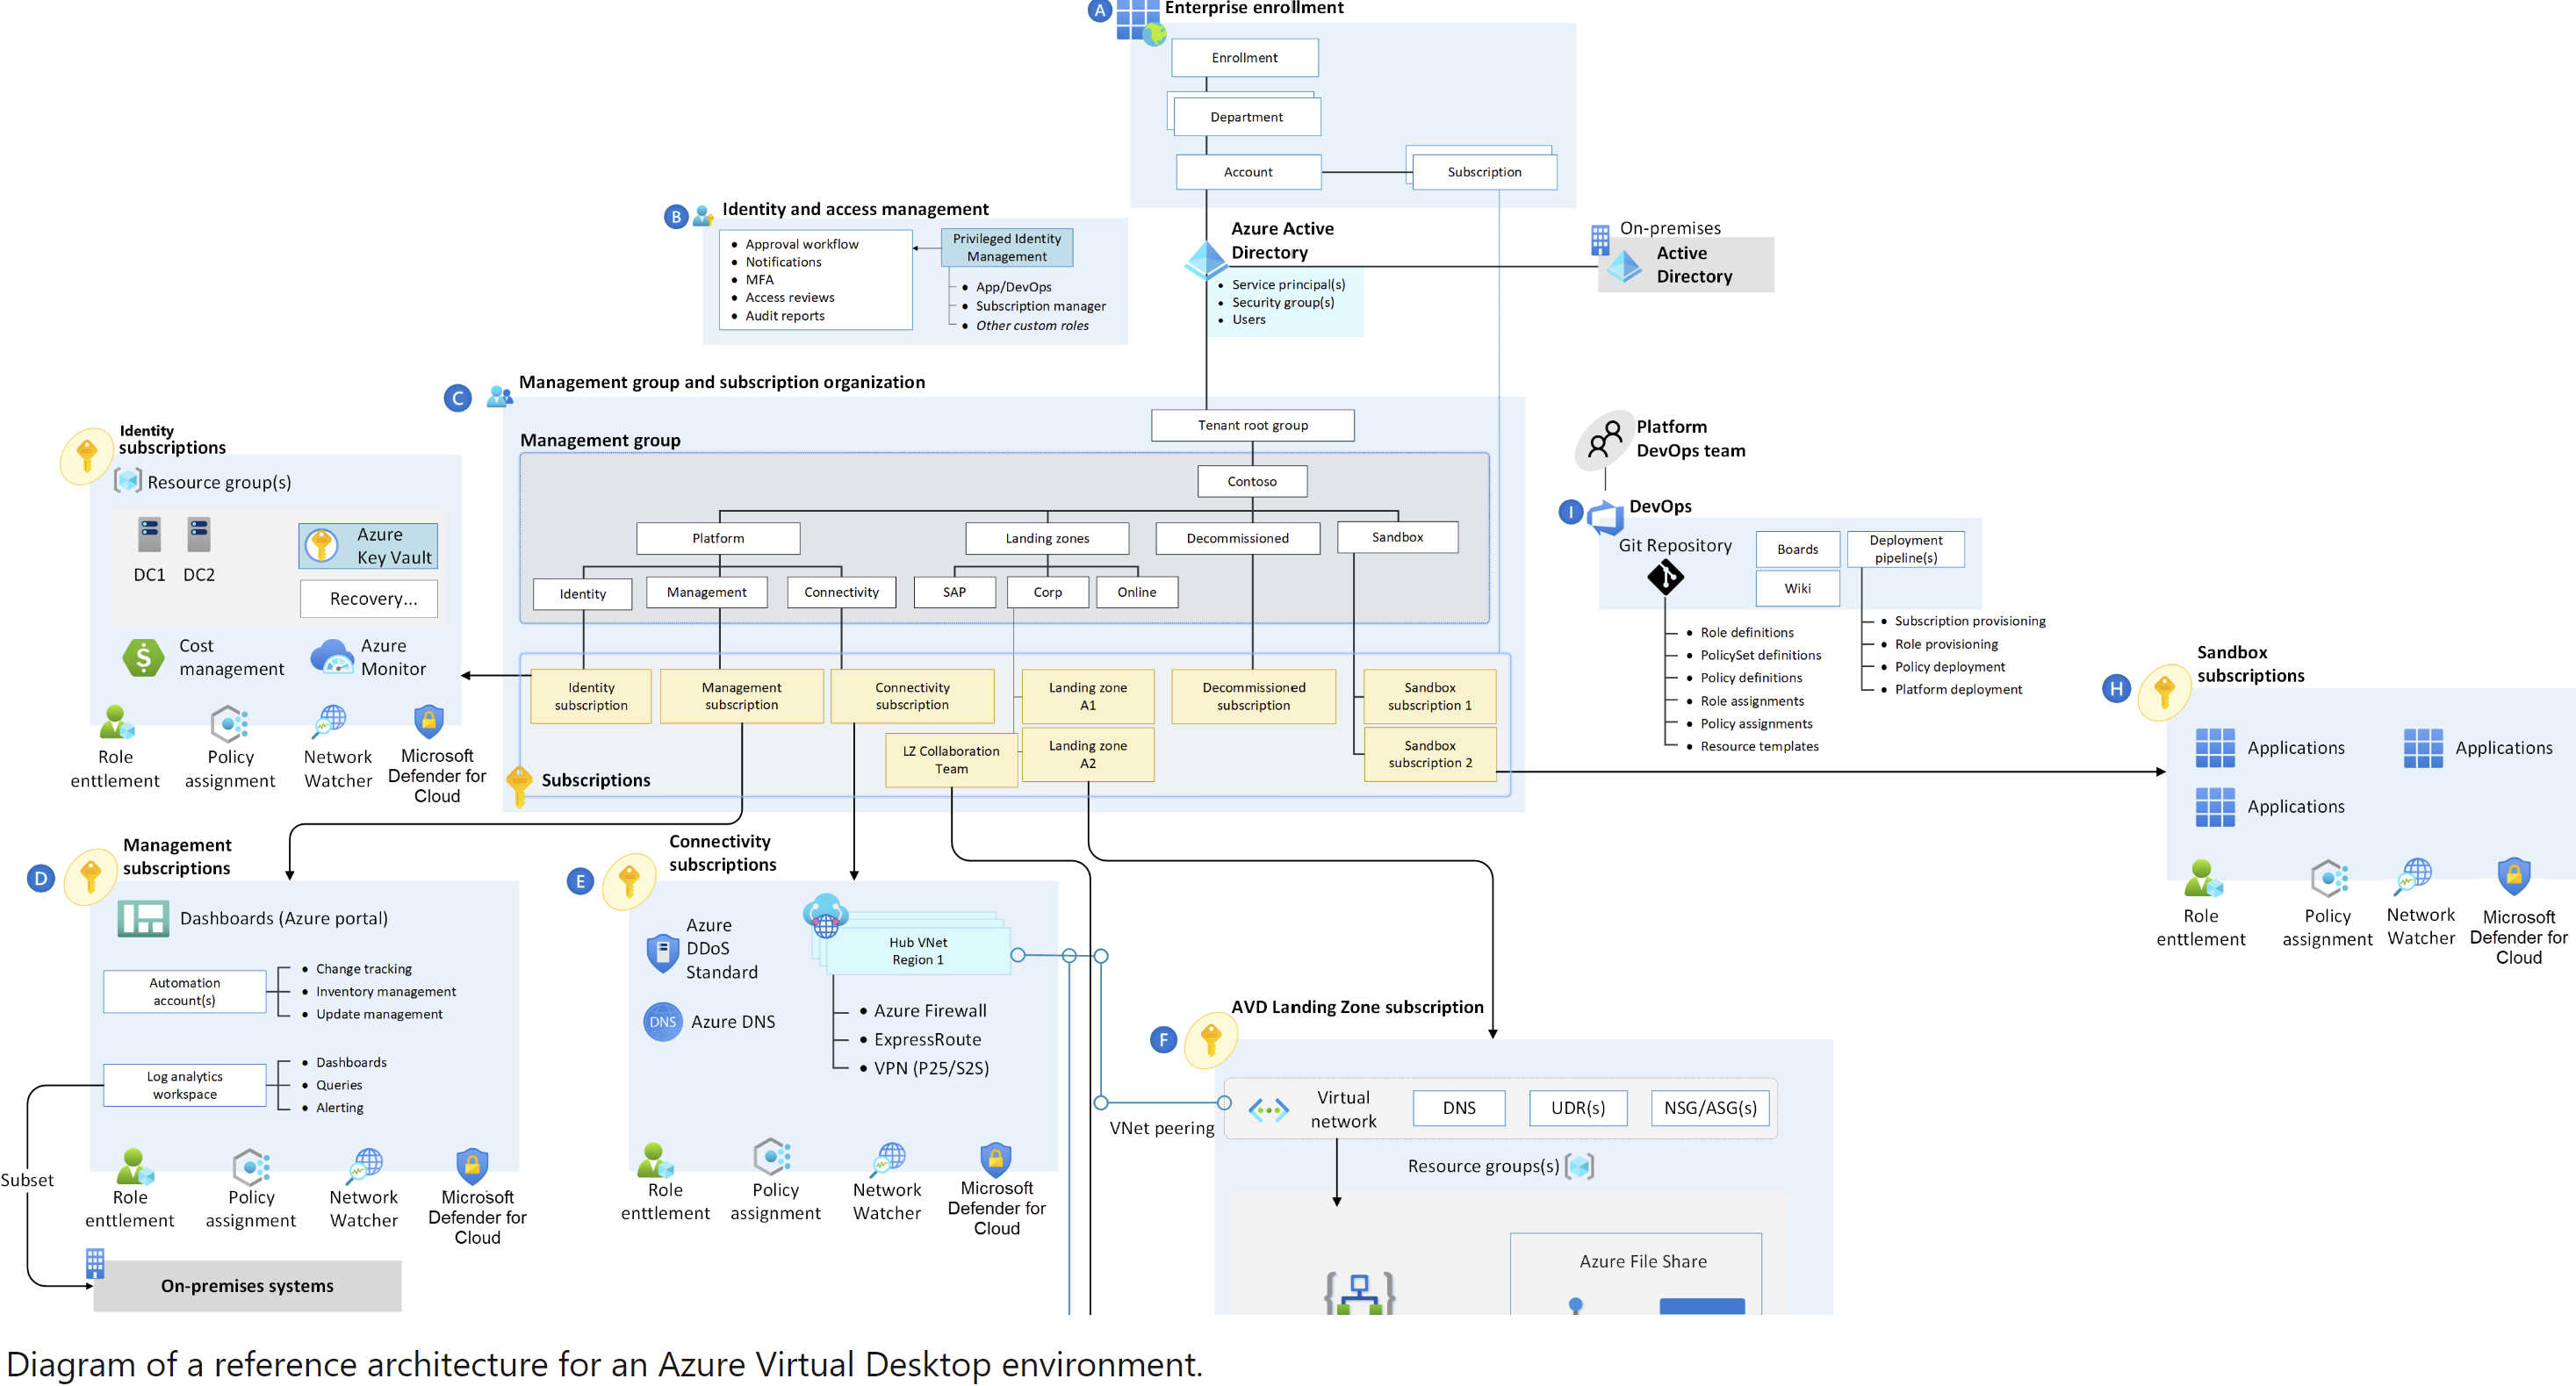 A
Enterprise enrollment
Enrollment
Department
Account
Subscription
B
Identity and access management
Approval workflow
Notifications
MFA
Access reviews
Audit reports
Privileged Identity
Management
App/DevOps
Subscription manager
Other custom roles
Azure Active
Directory
Service principal(s)
Security group(s)
Users
On-premises
Active
Directory
C
Management group and subscription organization
Management group
Tenant root group
Contoso
Platform
Landing zones
Decommissioned
Sandbox
Identity
Management
Connectivity
SAP
Corp
Online
Identity
subscription
Management
subscription
Connectivity
subscription
Landing zone
A1
Decommissioned
subscription
Sandbox
subscription 1
LZ Collaboration
Team
Landing zone
A2
Sandbox
subscription 2
Subscriptions
Identity
subscriptions
Resource group(s)
DC1
DC2
Azure
Key Vault
Recovery...
Cost
management
Azure
Monitor
Role
enttlement
Policy
assignment
Network
Watcher
Microsoft
Defender for
Cloud
Platform
DevOps team
I
DevOps
Git Repository
Boards
Wiki
Deployment
pipeline(s)
Role definitions
PolicySet definitions
Policy definitions
Role assignments
Policy assignments
Resource templates
Subscription provisioning
Role provisioning
Policy deployment
Platform deployment
H
Sandbox
subscriptions
Applications
Applications
Applications
Role
enttlement
Policy
assignment
Network
Watcher
Microsoft
Defender for
Cloud
D
Management
subscriptions
Dashboards (Azure portal)
Automation
account(s)
Change tracking
Inventory management
Update management
Log analytics
workspace
Dashboards
Queries
Alerting
Subset
Role
enttlement
Policy
assignment
Network
Watcher
Microsoft
Defender for
Cloud
On-premises systems
E
Connectivity
subscriptions
Azure
DDoS
Standard
DNS
Azure DNS
Hub VNet
Region 1
Azure Firewall
ExpressRoute
VPN (P25/S2S)
Role
enttlement
Policy
assignment
Network
Watcher
Microsoft
Defender for
Cloud
VNet peering
F
AVD Landing Zone subscription
Virtual
network
DNS
UDR(s)
NSG/ASG(s)
Resource groups(s)
Azure File Share
Diagram of a reference architecture for an Azure Virtual Desktop environment.